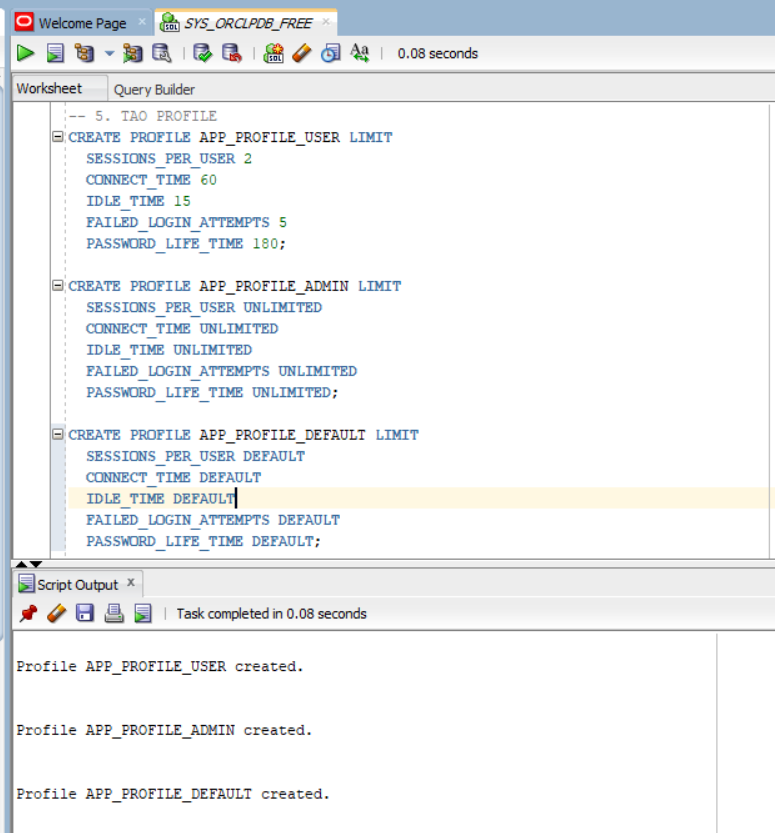 Welcome Page
SYS_ORCLPDB_FREE
0.08 seconds
Worksheet
Query Builder
-- 5. TAO PROFILE
CREATE PROFILE APP_PROFILE_USER LIMIT
SESSIONS_PER_USER 2
CONNECT_TIME 60
IDLE_TIME 15
FAILED_LOGIN_ATTEMPTS 5
PASSWORD_LIFE_TIME 180;
CREATE PROFILE APP_PROFILE_ADMIN LIMIT
SESSIONS_PER_USER UNLIMITED
CONNECT_TIME UNLIMITED
IDLE_TIME UNLIMITED
FAILED_LOGIN_ATTEMPTS UNLIMITED
PASSWORD_LIFE_TIME UNLIMITED;
CREATE PROFILE APP_PROFILE_DEFAULT LIMIT
SESSIONS_PER_USER DEFAULT
CONNECT_TIME DEFAULT
IDLE_TIME DEFAULT
FAILED_LOGIN_ATTEMPTS DEFAULT
PASSWORD_LIFE_TIME DEFAULT;
Script Output
Task completed in 0.08 seconds
Profile APP_PROFILE_USER created.
Profile APP_PROFILE_ADMIN created.
Profile APP_PROFILE_DEFAULT created.